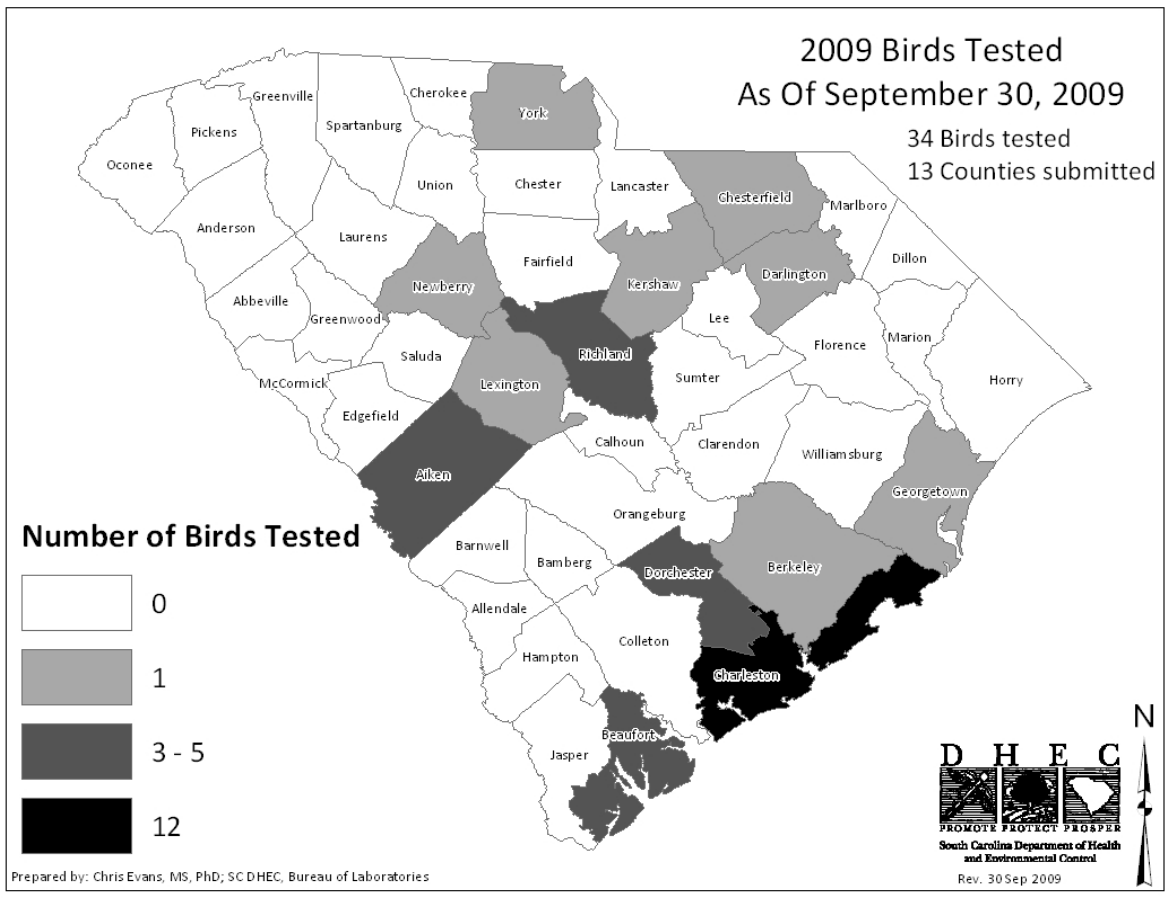 2009 Birds Tested
As Of September 30, 2009
34 Birds tested
13 Counties submitted
Greenville
Cherokee
York
Spartanburg
Pickens
Oconee
Union
Chester
Lancaster
Chesterfield
Marlboro
Anderson
Laurens
Fairfield
Dillon
Kershaw
Darlington
Newberry
Abbeville
Greenwood
Lee
Marion
Florence
Saluda
Richland
Sumter
Horry
McCormick
Lexington
Edgefield
Calhoun
Clarendon
Williamsburg
Aiken
Georgetown
Orangeburg
Barnwell
Bamberg
Dorchester
Berkeley
Allendale
Colleton
Hampton
Charleston
Beaufort
Jasper
Number of Birds Tested
0
1
3 - 5
12
N
D H E C
PROMOTE PROTECT PROSPER
South Carolina Department of Health
and Environmental Control
Rev. 30Sep 2009
Prepared by: Chris Evans, MS, PhD; SC DHEC, Bureau of Laboratories